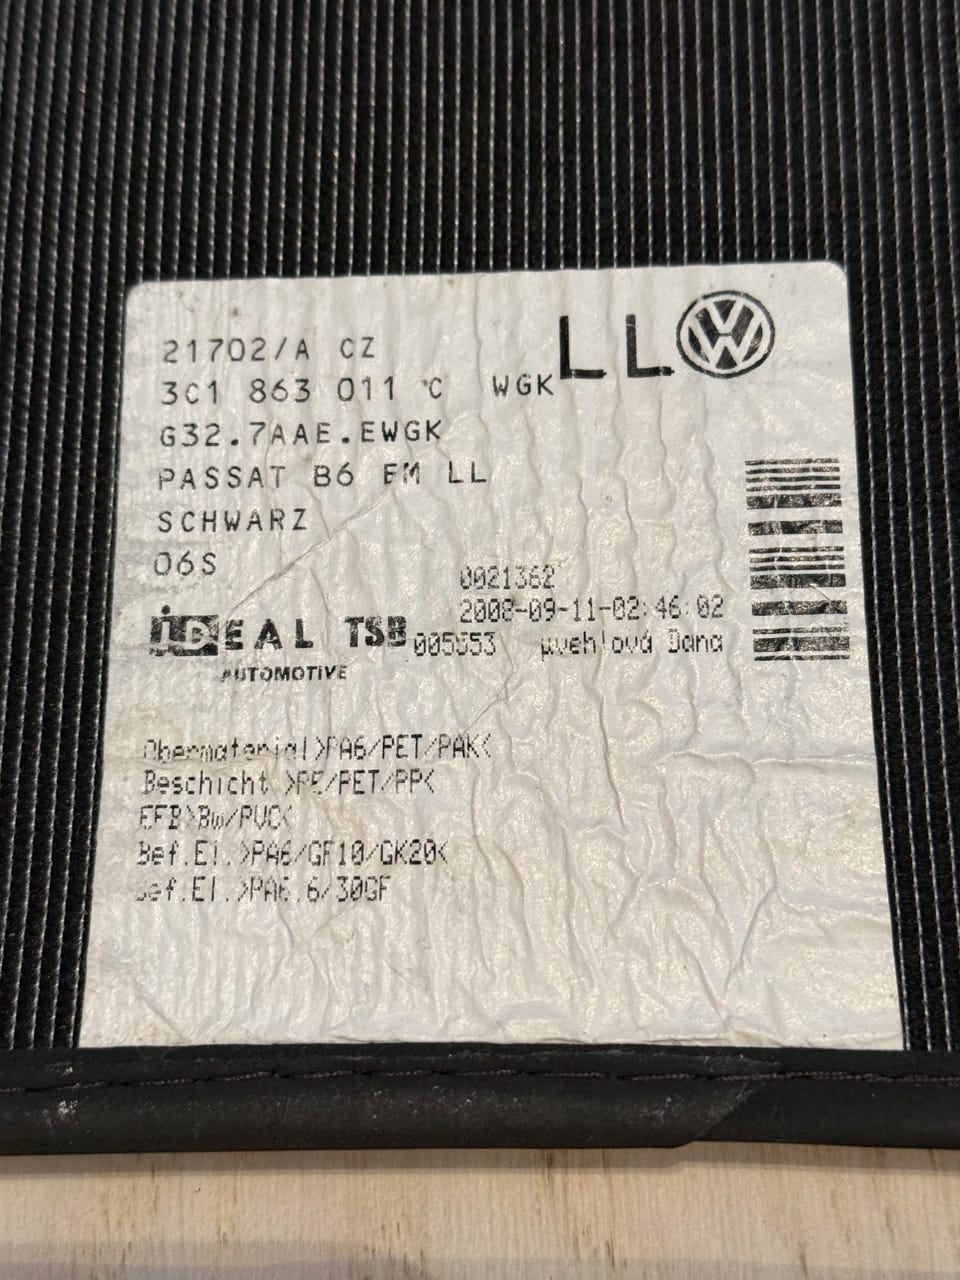 LL
21702/A CZ
3C1 863 011 C WGK
G32.7AAE.EWGK
PASSAT B6 EM LL
SCHWARZ
06S
0021362
2008-09-11-02:46:02
IDEAL TSB
Dana
AUTOMOTIVE
Obermaterial>PA6/PET/PAK<
Beschicht >PE/PET/PP<
EFB>Bw/PVC<
Bef.El.>PA6/GF10/GK20<
Bef.El.>PA6.6/30GF